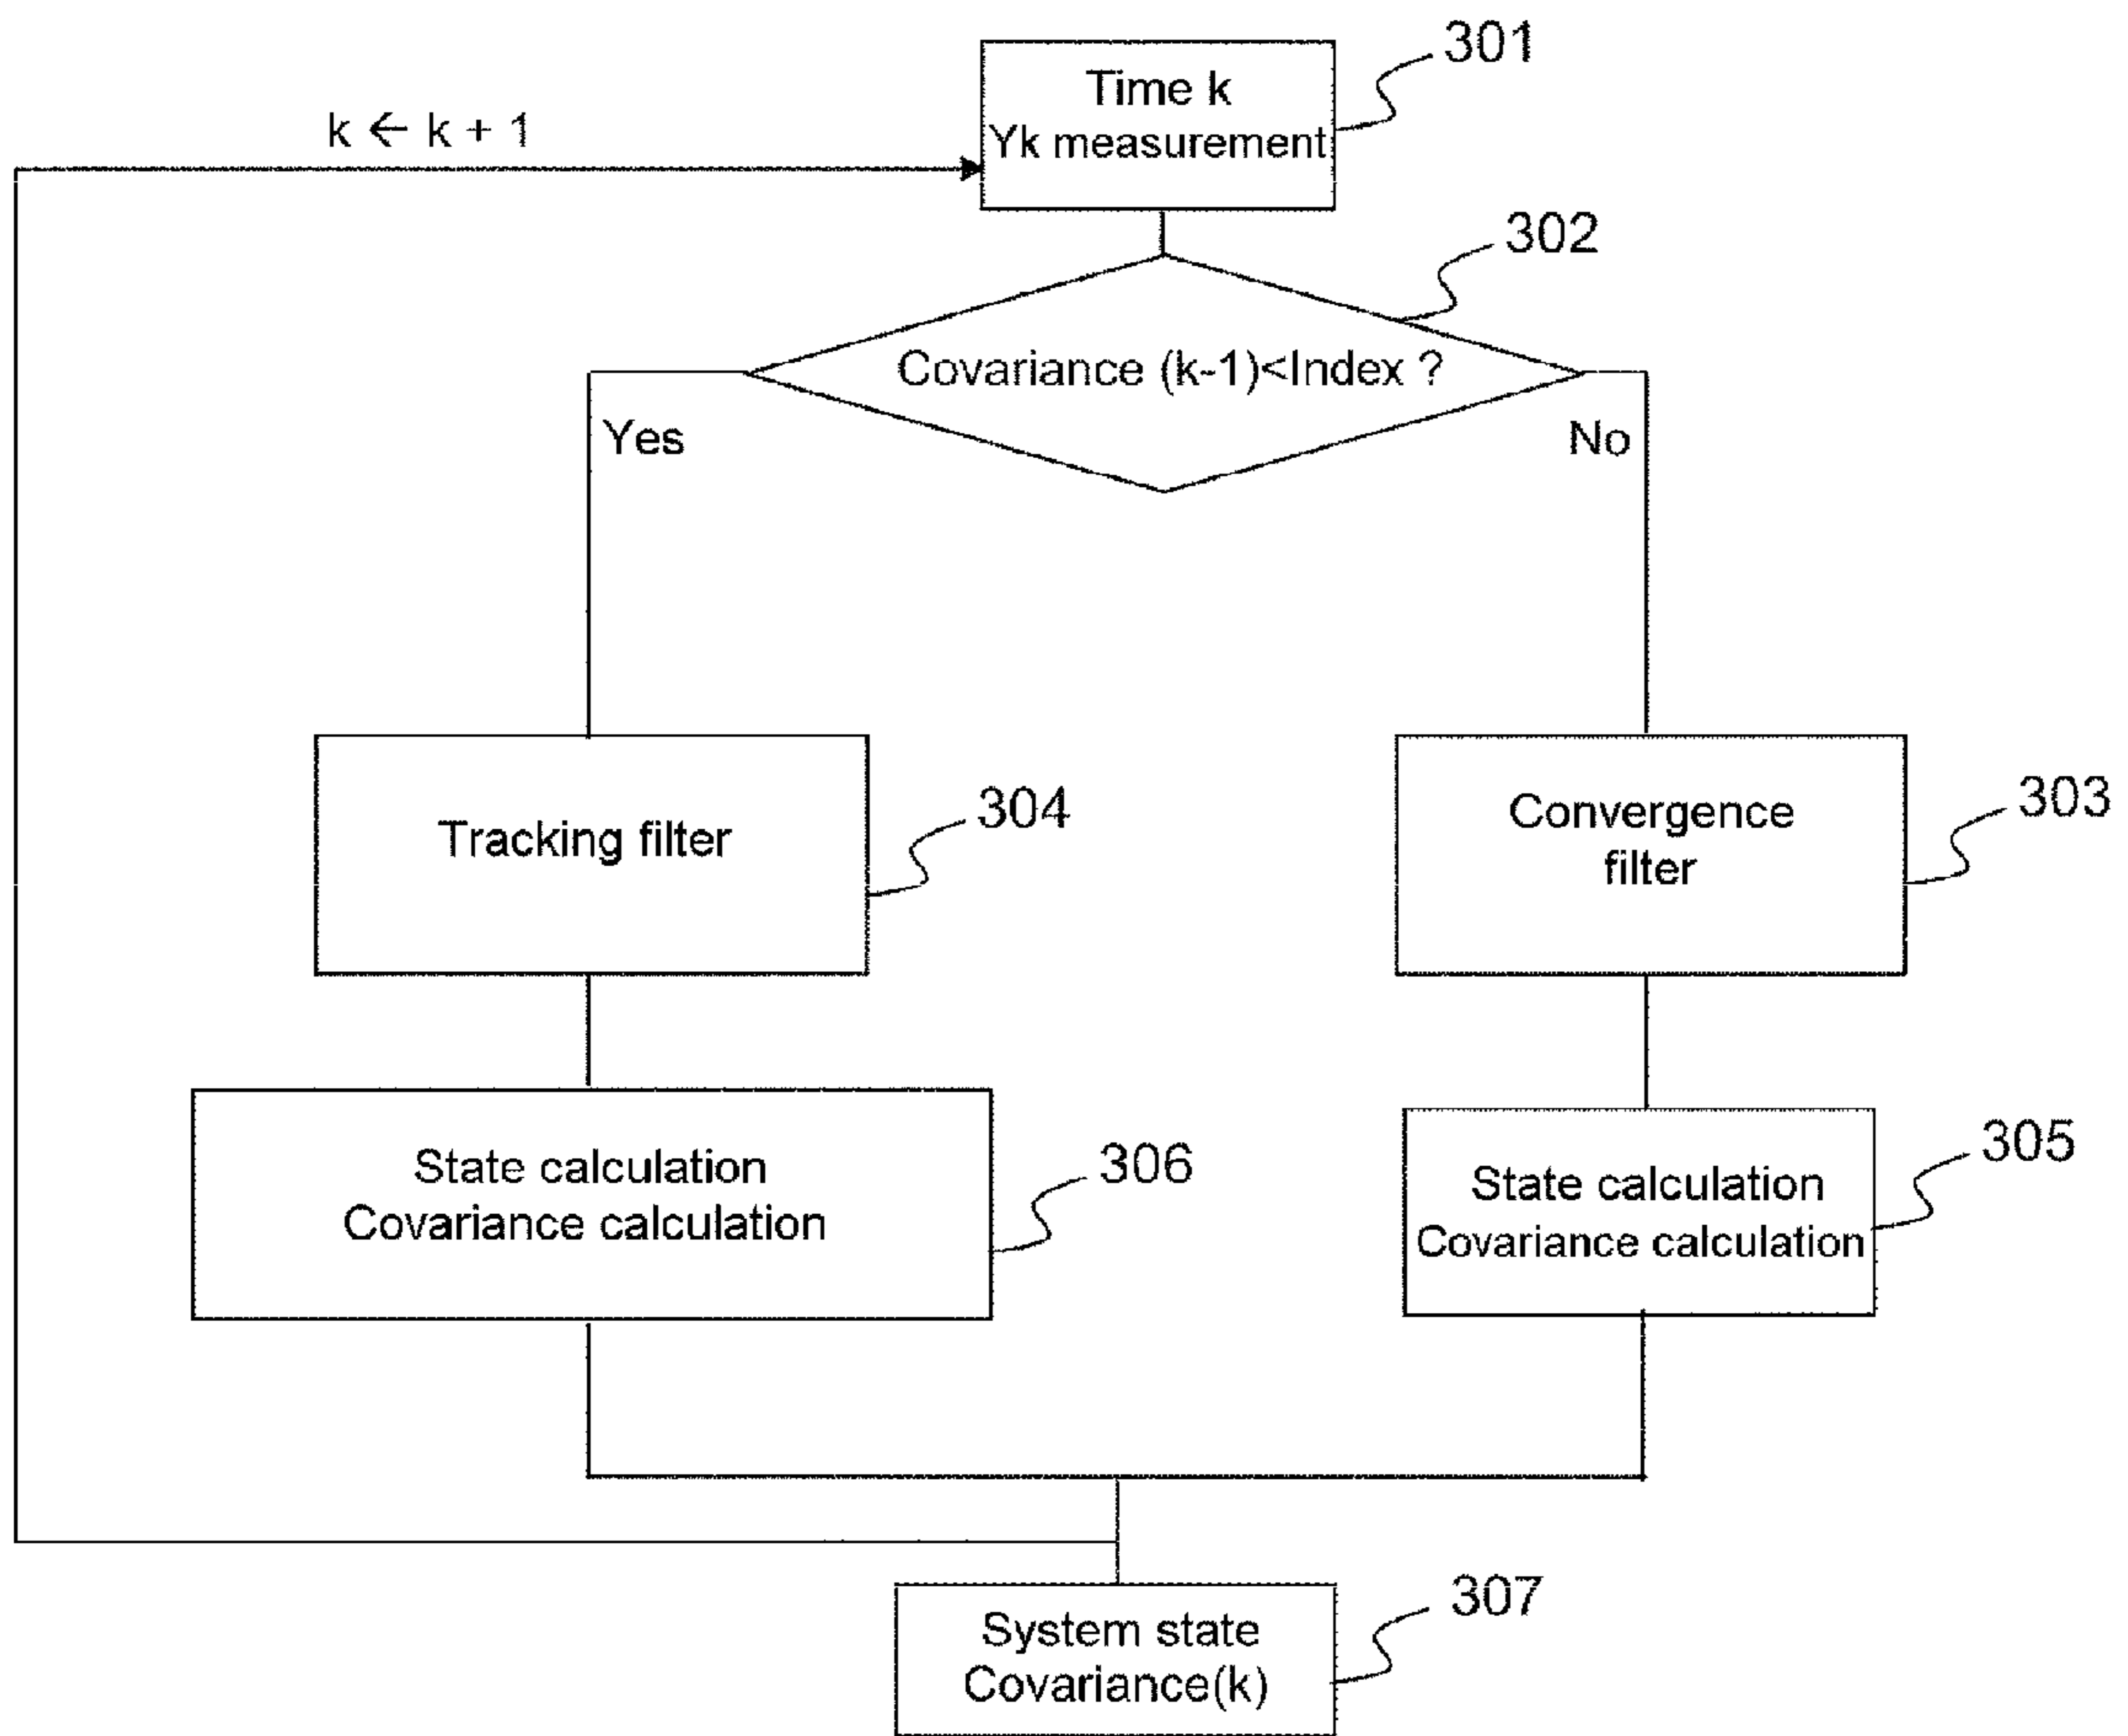 301
Time k
Yk measurement
k ← k + 1
302
Covariance (k-1)<Index ?
Yes
No
304
Tracking filter
303
Convergence
filter
306
State calculation
Covariance calculation
305
State calculation
Covariance calculation
307
System state
Covariance(k)